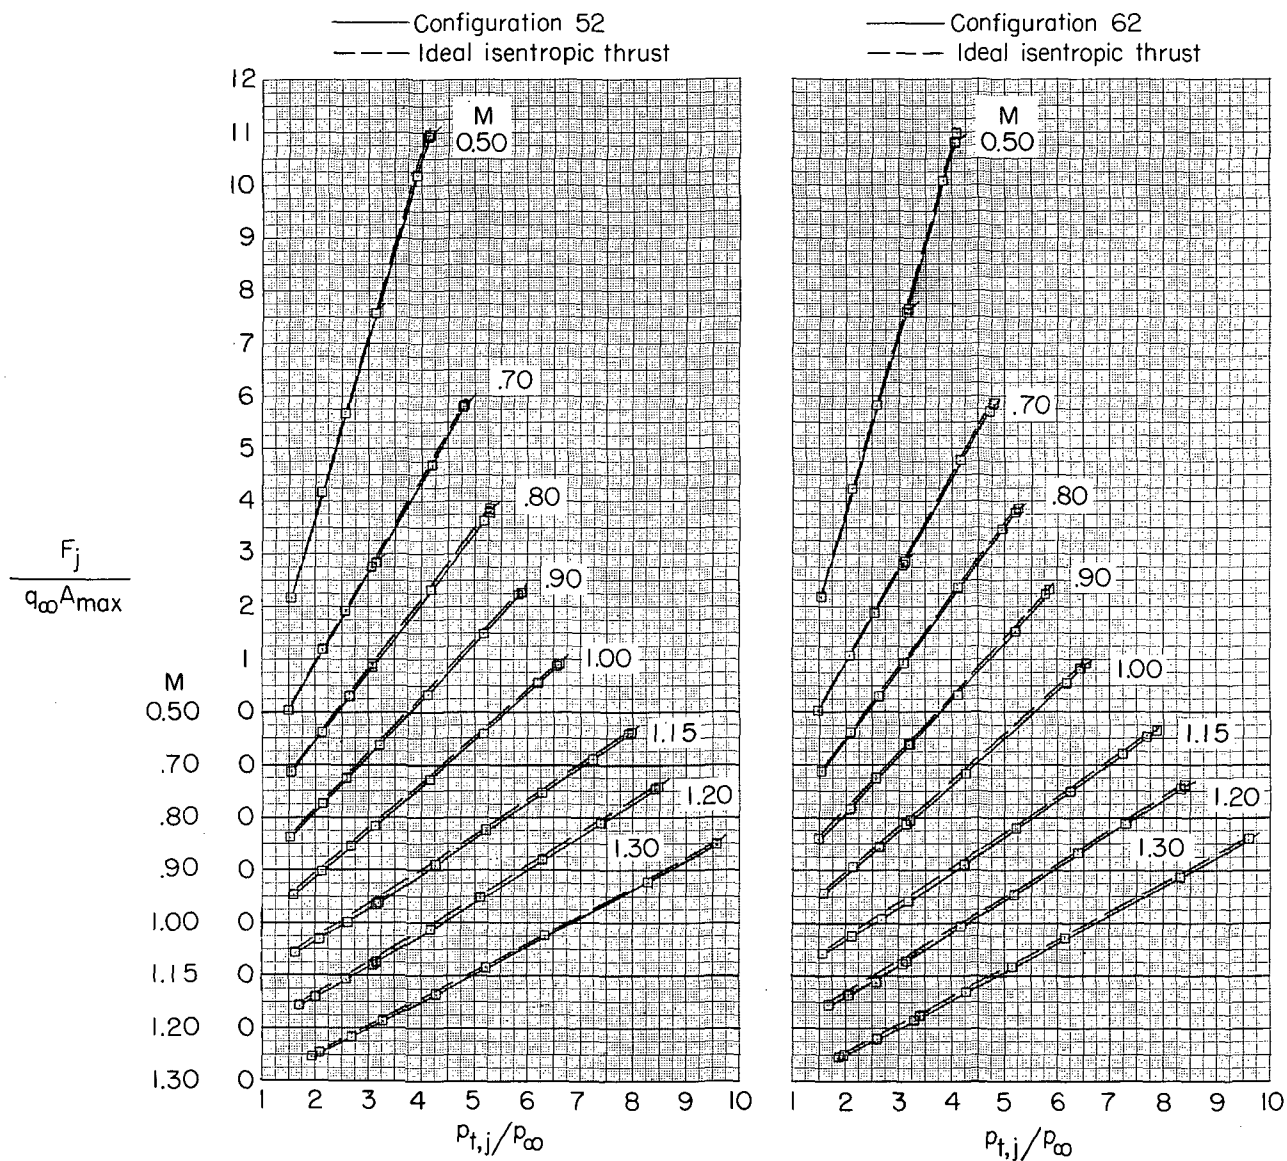 Configuration 52
Ideal isentropic thrust
Configuration 62
Ideal isentropic thrust
12
11
10
9
8
7
6
5
4
3
2
1
M
0.50 0
.70 0
.80 0
.90 0
1.00 0
1.15 0
1.20 0
1.30 0
F_j
q_∞ A_max
M
0.50
.70
.80
.90
1.00
1.15
1.20
1.30
1 2 3 4 5 6 7 8 9 10
p_t,j/p_∞
M
0.50
.70
.80
.90
1.00
1.15
1.20
1.30
1 2 3 4 5 6 7 8 9 10
p_t,j/p_∞